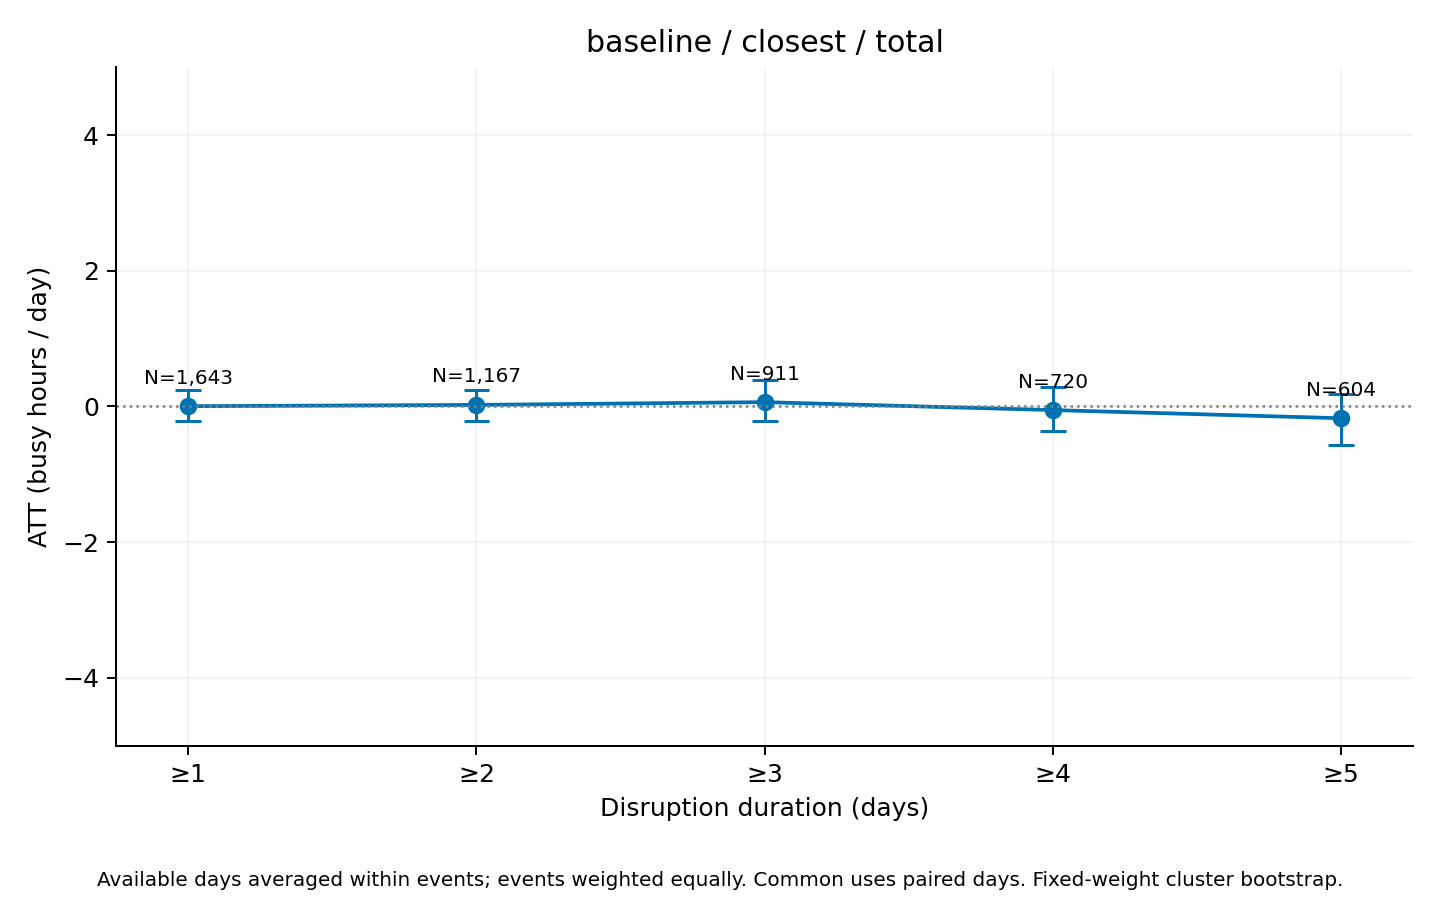 baseline / closest / total
ATT (busy hours / day)
4
2
0
−2
−4
N=1,643
N=1,167
N=911
N=720
N=604
≥1
≥2
≥3
≥4
≥5
Disruption duration (days)
Available days averaged within events; events weighted equally. Common uses paired days. Fixed-weight cluster bootstrap.